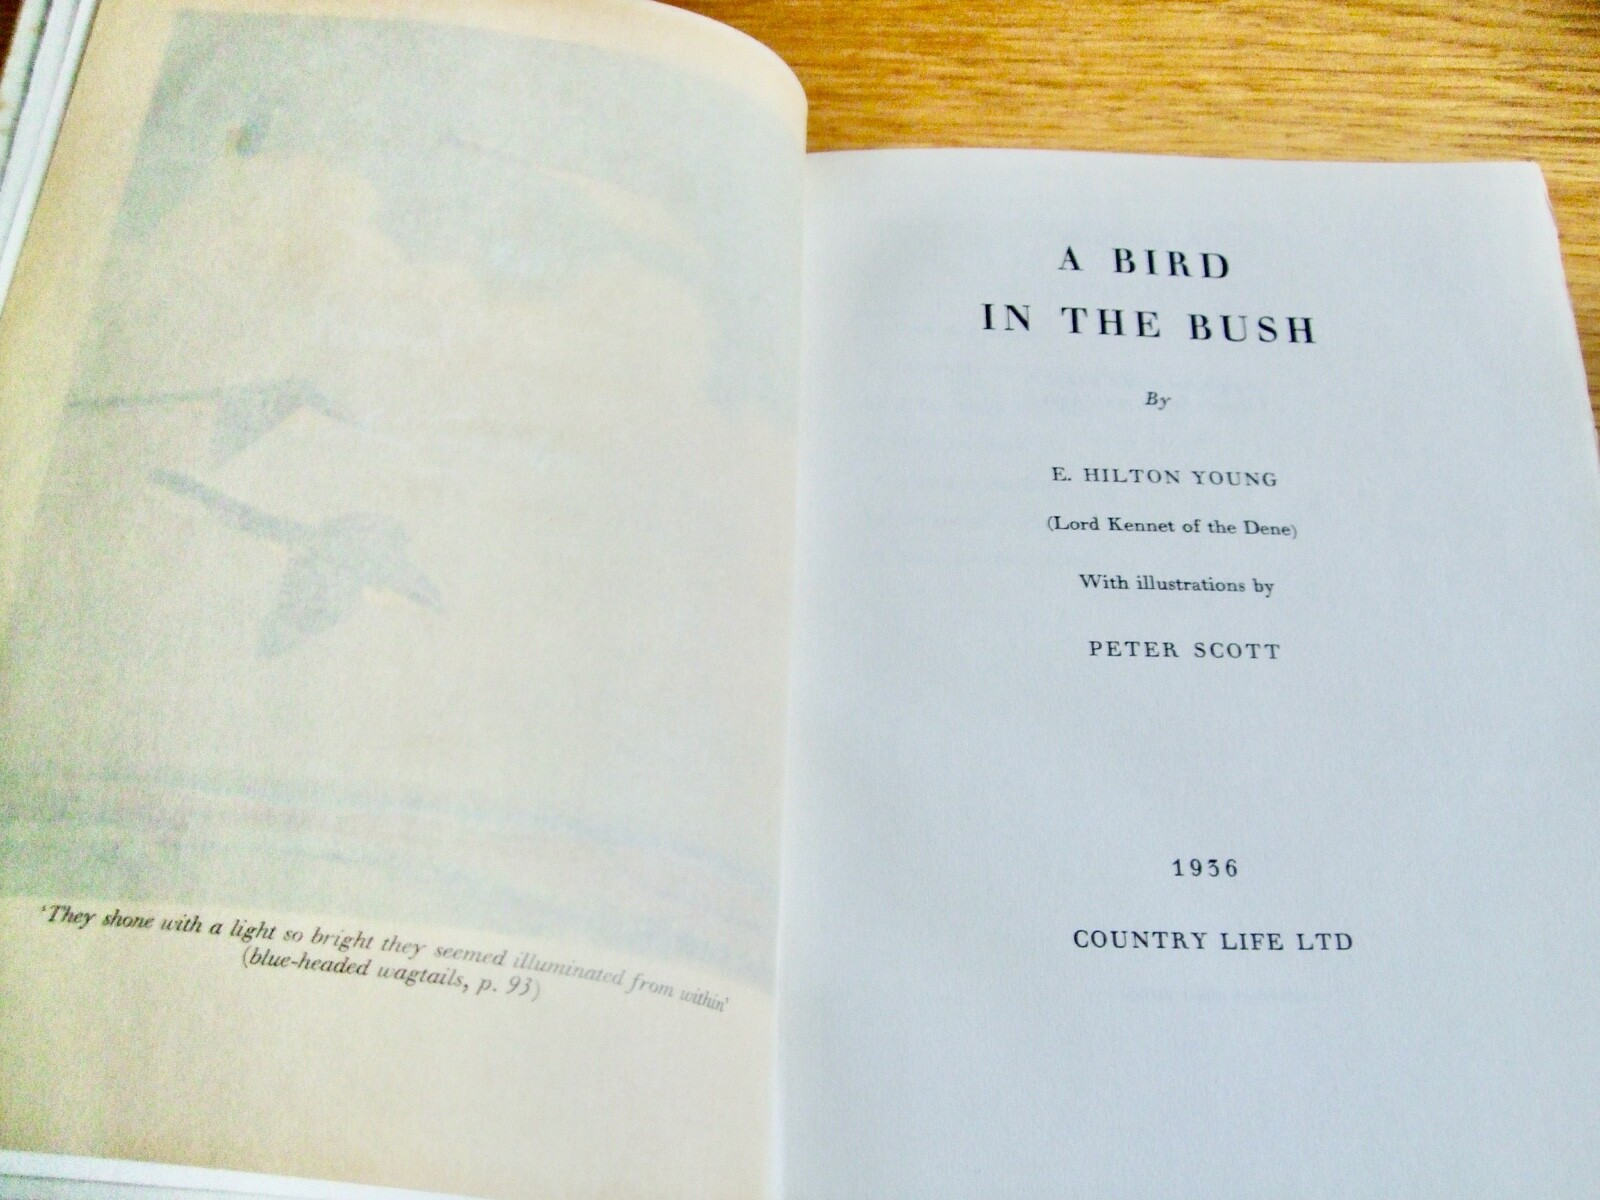 'They shone with a light so bright they seemed illuminated from within'
(blue-headed wagtails, p. 93)
A BIRD
IN THE BUSH
By
E. HILTON YOUNG
(Lord Kennet of the Dene)
With illustrations by
PETER SCOTT
1936
COUNTRY LIFE LTD